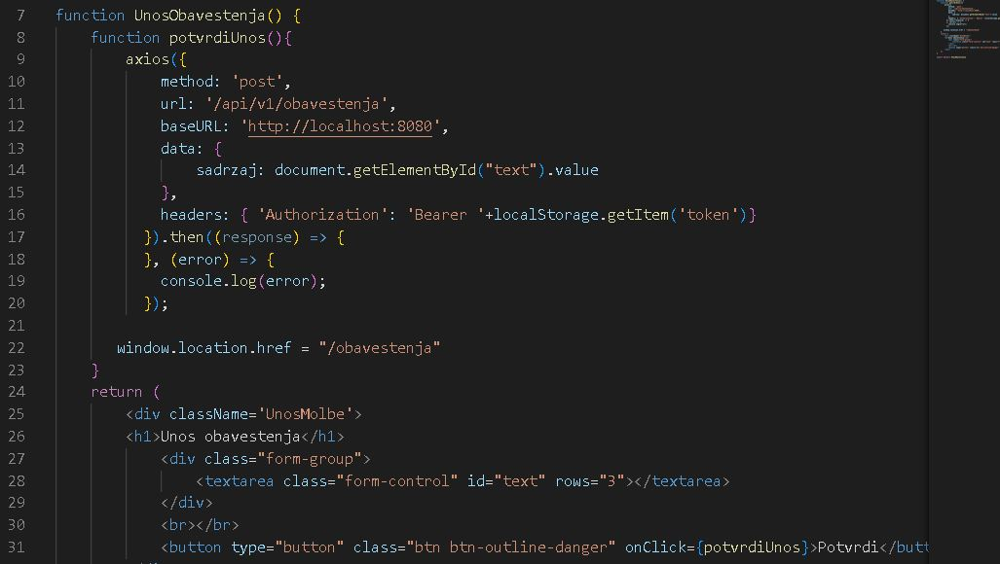 7 function UnosObavestenja() {
8 function potvrdiUnos(){
9 axios({
10 method: 'post',
11 url: '/api/v1/obavestenja',
12 baseURL: 'http://localhost:8080',
13 data: {
14 sadrzaj: document.getElementById("text").value
15 },
16 headers: { 'Authorization': 'Bearer '+localStorage.getItem('token')}
17 }).then((response) => {
18 }, (error) => {
19 console.log(error);
20 });
21
22 window.location.href = "/obavestenja"
23 }
24 return (
25 <div className='UnosMolbe'>
26 <h1>Unos obavestenja</h1>
27 <div class="form-group">
28 <textarea class="form-control" id="text" rows="3"></textarea>
29 </div>
30 <br></br>
31 <button type="button" class="btn btn-outline-danger" onClick={potvrdiUnos}>Potvrdi</butt